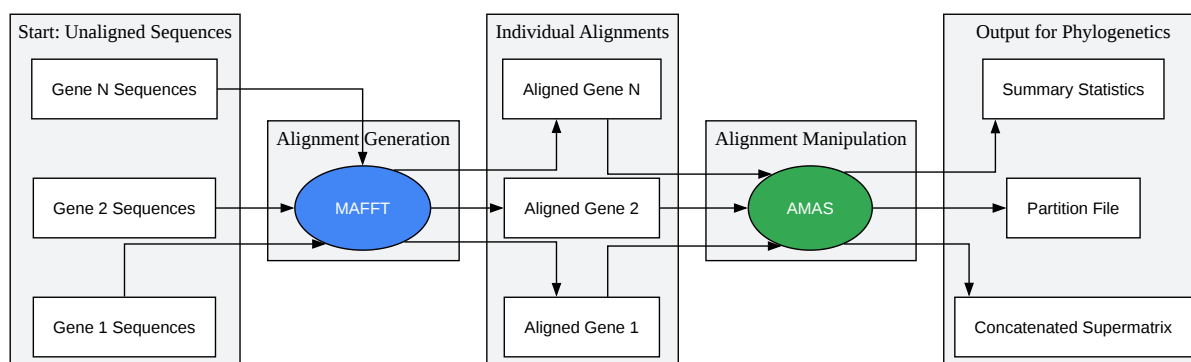 Start: Unaligned Sequences
Gene N Sequences
Gene 2 Sequences
Gene 1 Sequences
Alignment Generation
MAFFT
Individual Alignments
Aligned Gene N
Aligned Gene 2
Aligned Gene 1
Alignment Manipulation
AMAS
Output for Phylogenetics
Summary Statistics
Partition File
Concatenated Supermatrix